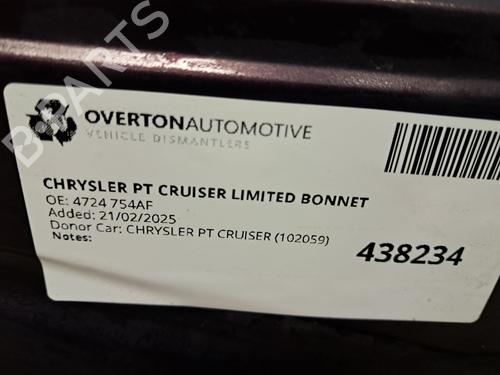 B-PARTS
OVERTONAUTOMOTIVE
VEHICLE DISMANTLERS
CHRYSLER PT CRUISER LIMITED BONNET
OE: 4724 754AF
Added: 21/02/2025
Donor Car: CHRYSLER PT CRUISER (102059)
Notes:
438234